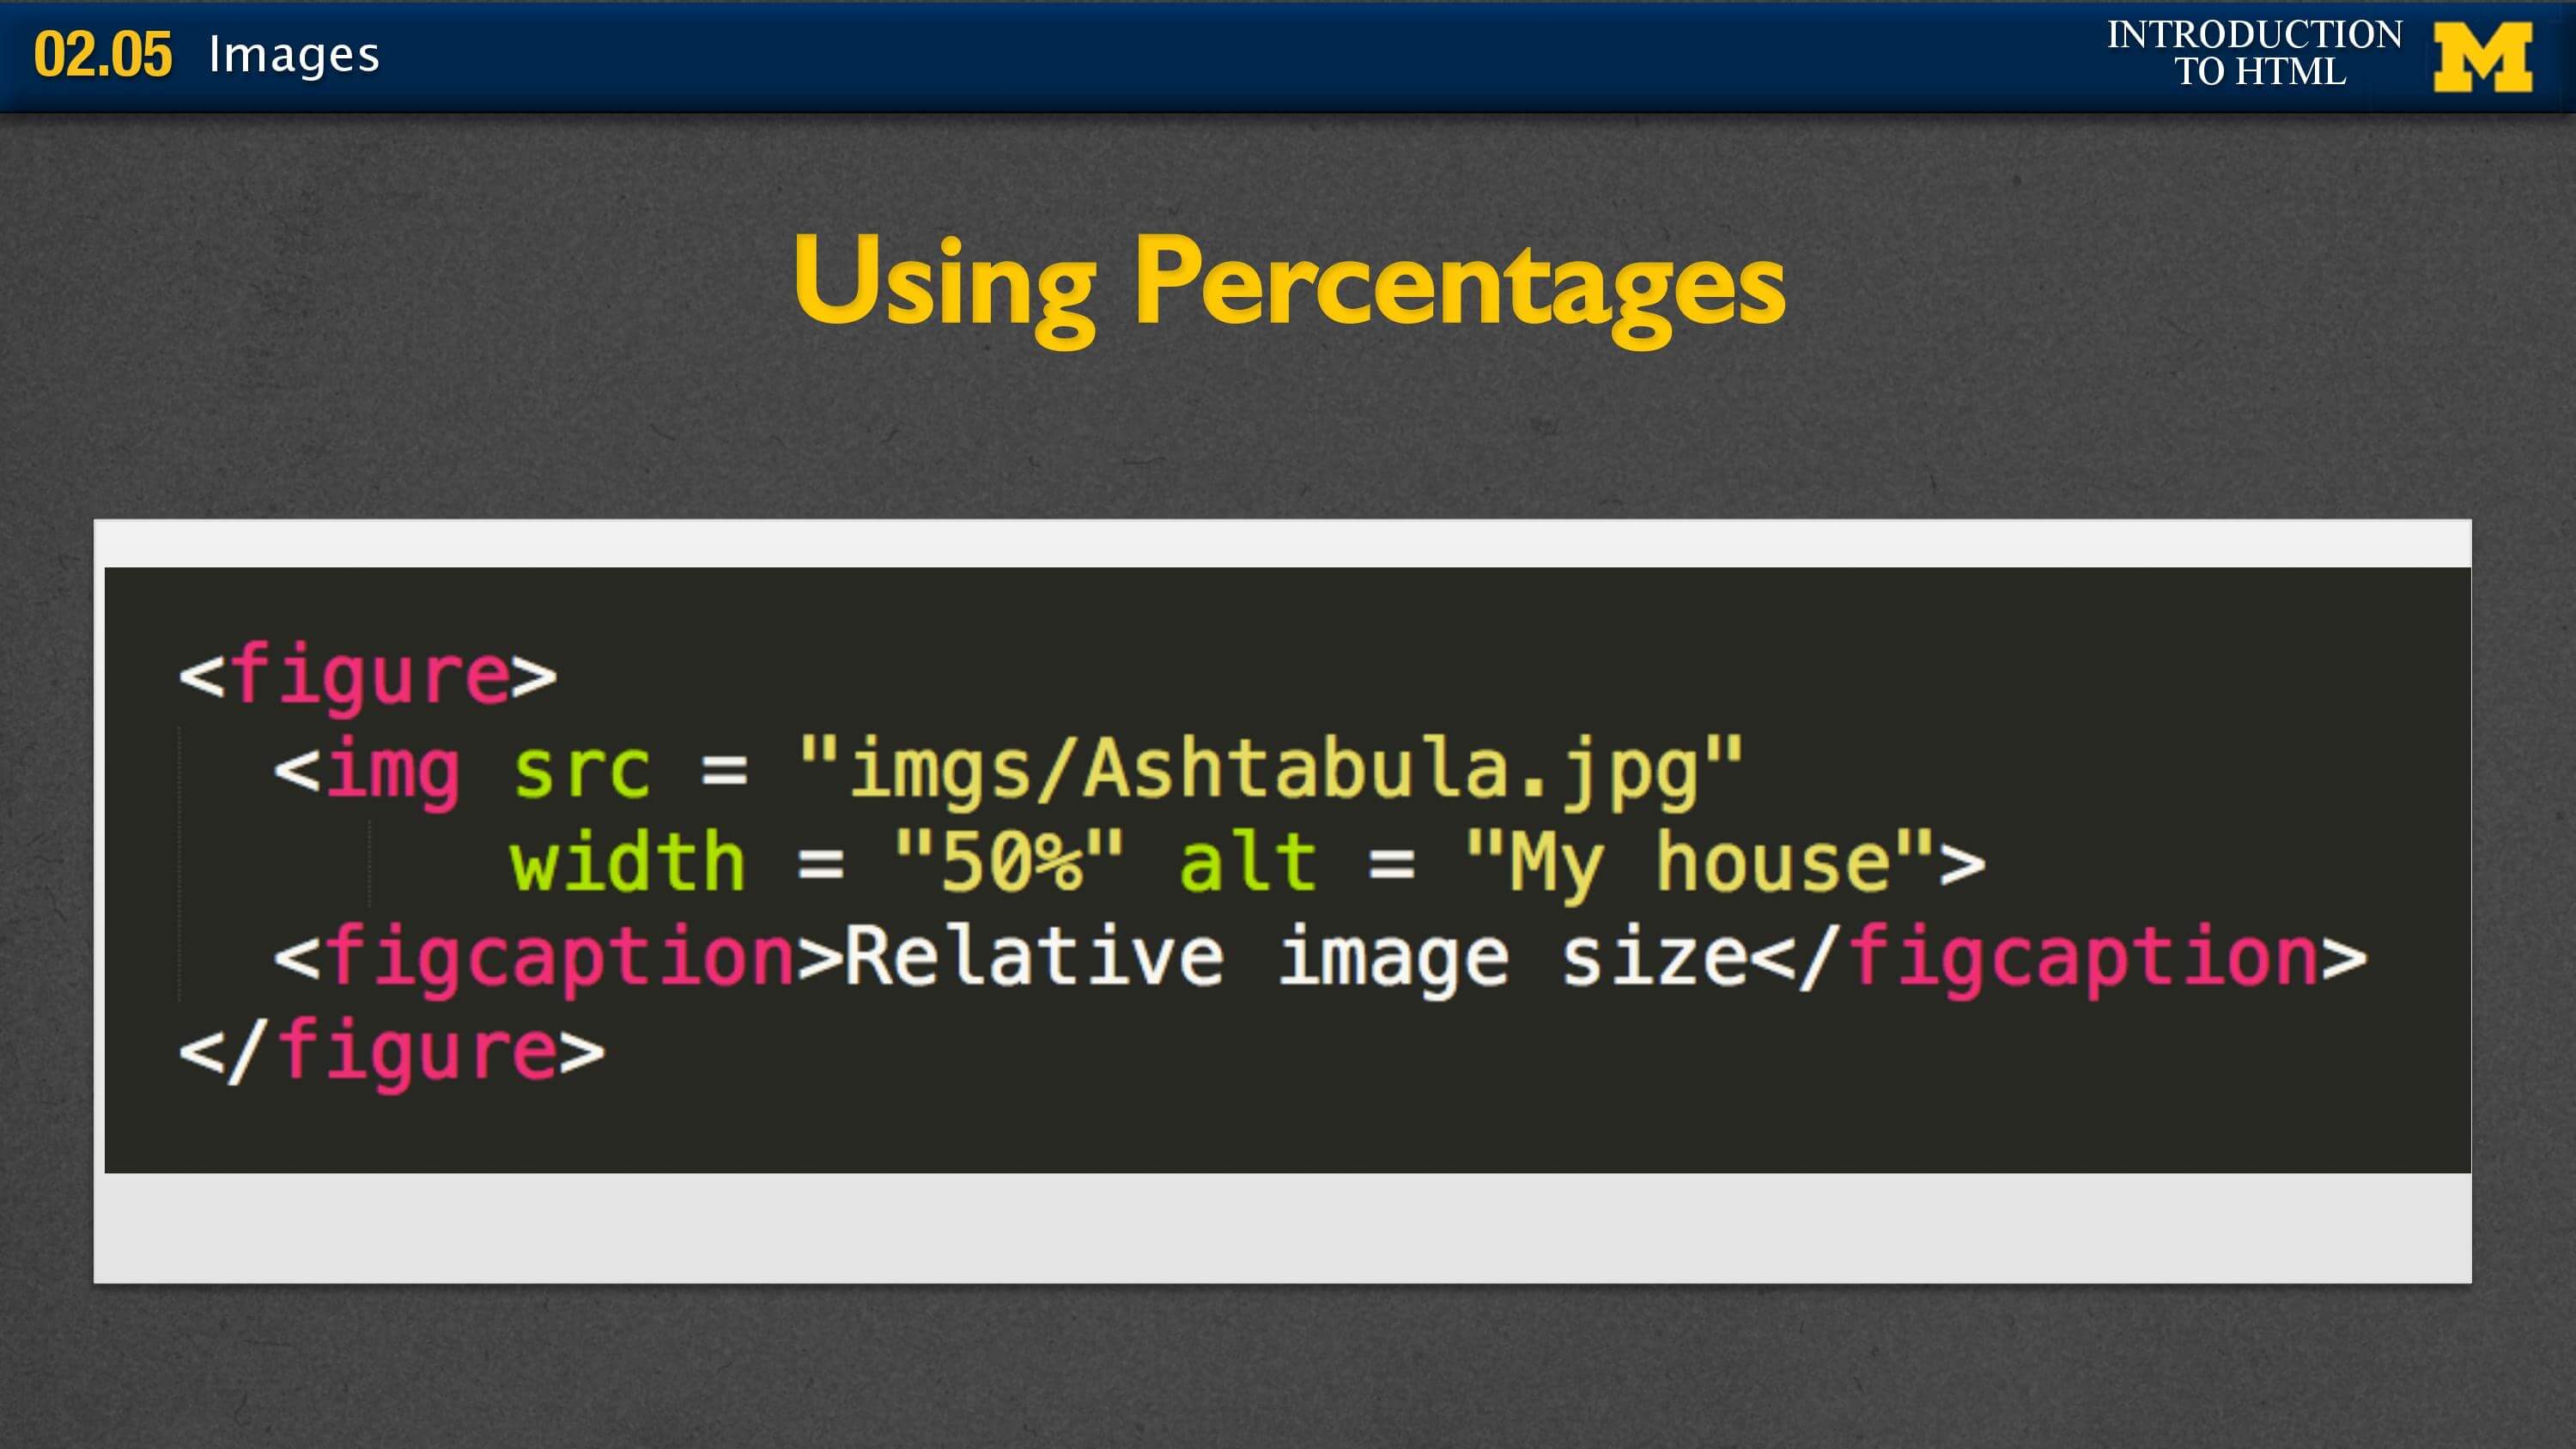 02.05 Images
INTRODUCTION
TO HTML
M
Using Percentages
<figure>
<img src = "imgs/Ashtabula.jpg"
width = "50%" alt = "My house">
<figcaption>Relative image size</figcaption>
</figure>